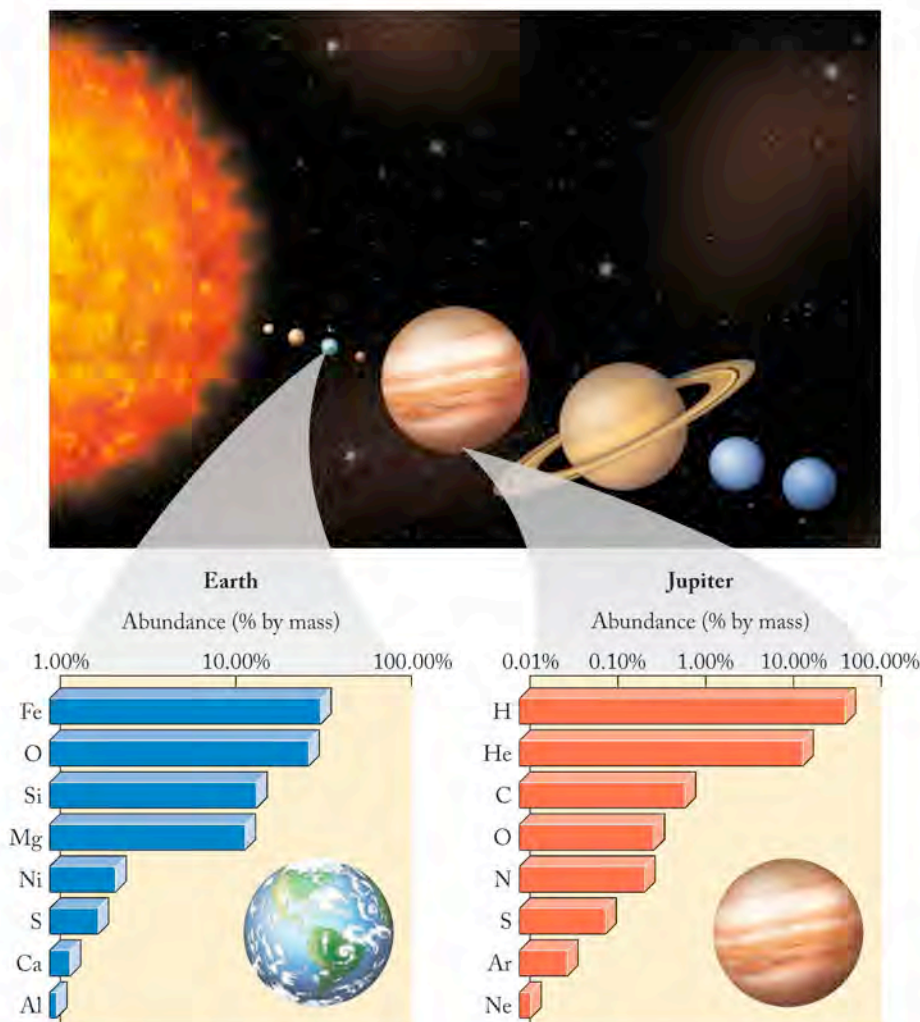 Earth
Abundance (% by mass)
1.00% 10.00% 100.00%
Fe
O
Si
Mg
Ni
S
Ca
Al
Jupiter
Abundance (% by mass)
0.01% 0.10% 1.00% 10.00% 100.00%
H
He
C
O
N
S
Ar
Ne